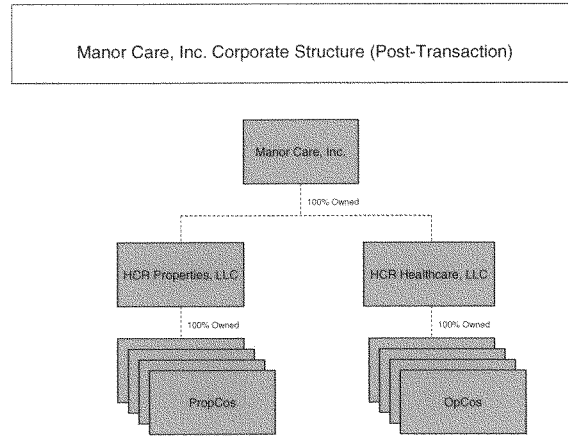 Manor Care, Inc. Corporate Structure (Post-Transaction)
Manor Care, Inc.
100% Owned
HCR Properties, LLC
HCR Healthcare, LLC
100% Owned
100% Owned
PropCos
OpCos